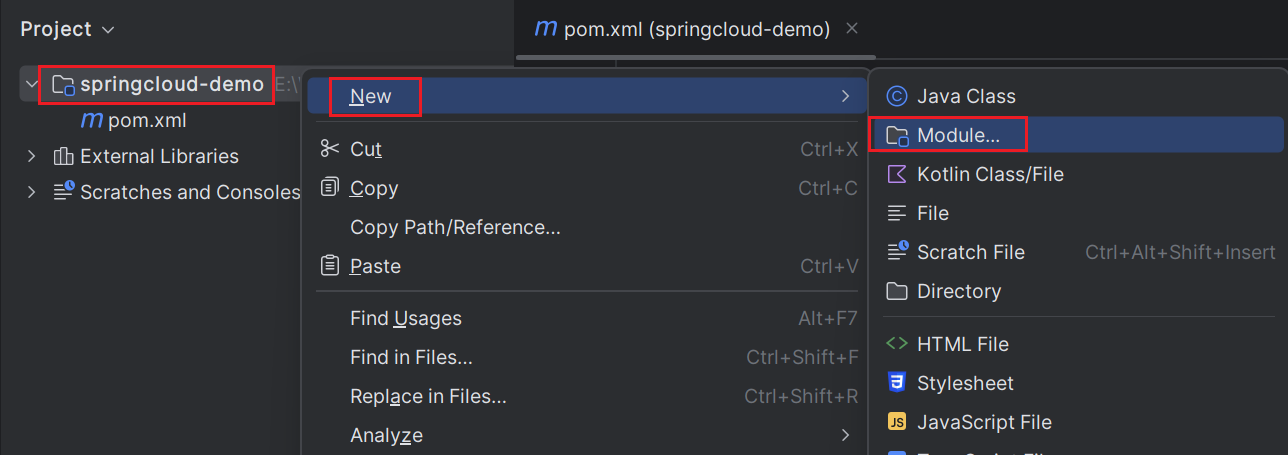 Project
pom.xml (springcloud-demo)
springcloud-demo E:\
pom.xml
External Libraries
Scratches and Consoles
New
Cut Ctrl+X
Copy Ctrl+C
Copy Path/Reference...
Paste Ctrl+V
Find Usages Alt+F7
Find in Files... Ctrl+Shift+F
Replace in Files... Ctrl+Shift+R
Analyze
Java Class
Module...
Kotlin Class/File
File
Scratch File Ctrl+Alt+Shift+Insert
Directory
HTML File
Stylesheet
JS JavaScript File